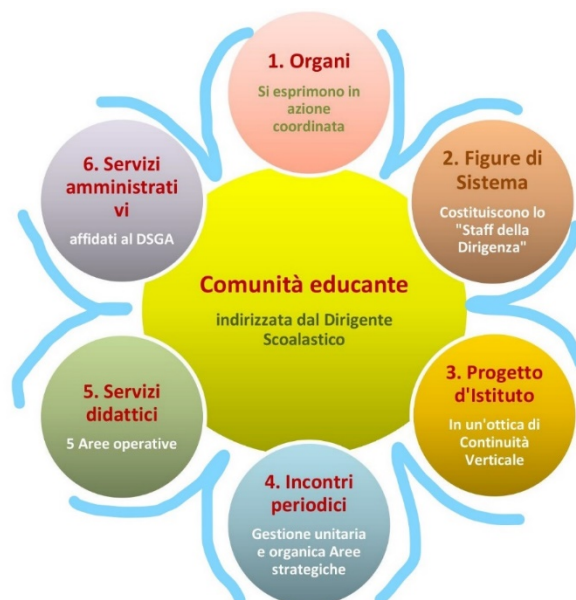 1. Organi
Si esprimono in
azione
coordinata
2. Figure di
Sistema
Costituiscono lo
"Staff della
Dirigenza"
3. Progetto
d'Istituto
In un'ottica di
Continuità
Verticale
4. Incontri
periodici
Gestione unitaria
e organica Aree
strategiche
5. Servizi
didattici
5 Aree operative
6. Servizi
amministrati
vi
affidati al DSGA
Comunità educante
indirizzata dal Dirigente
Scoalastico